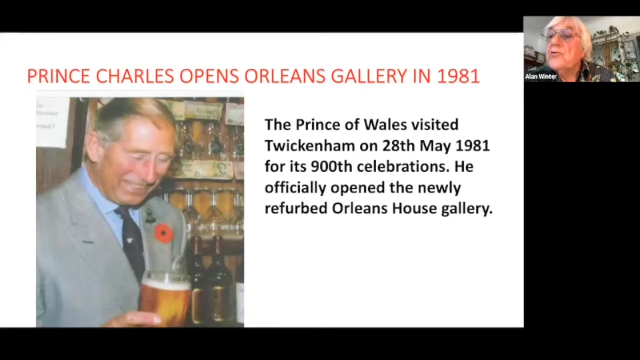 PRINCE CHARLES OPENS ORLEANS GALLERY IN 1981
The Prince of Wales visited
Twickenham on 28th May 1981
for its 900th celebrations. He
officially opened the newly
refurbed Orleans House gallery.
Alan Winter